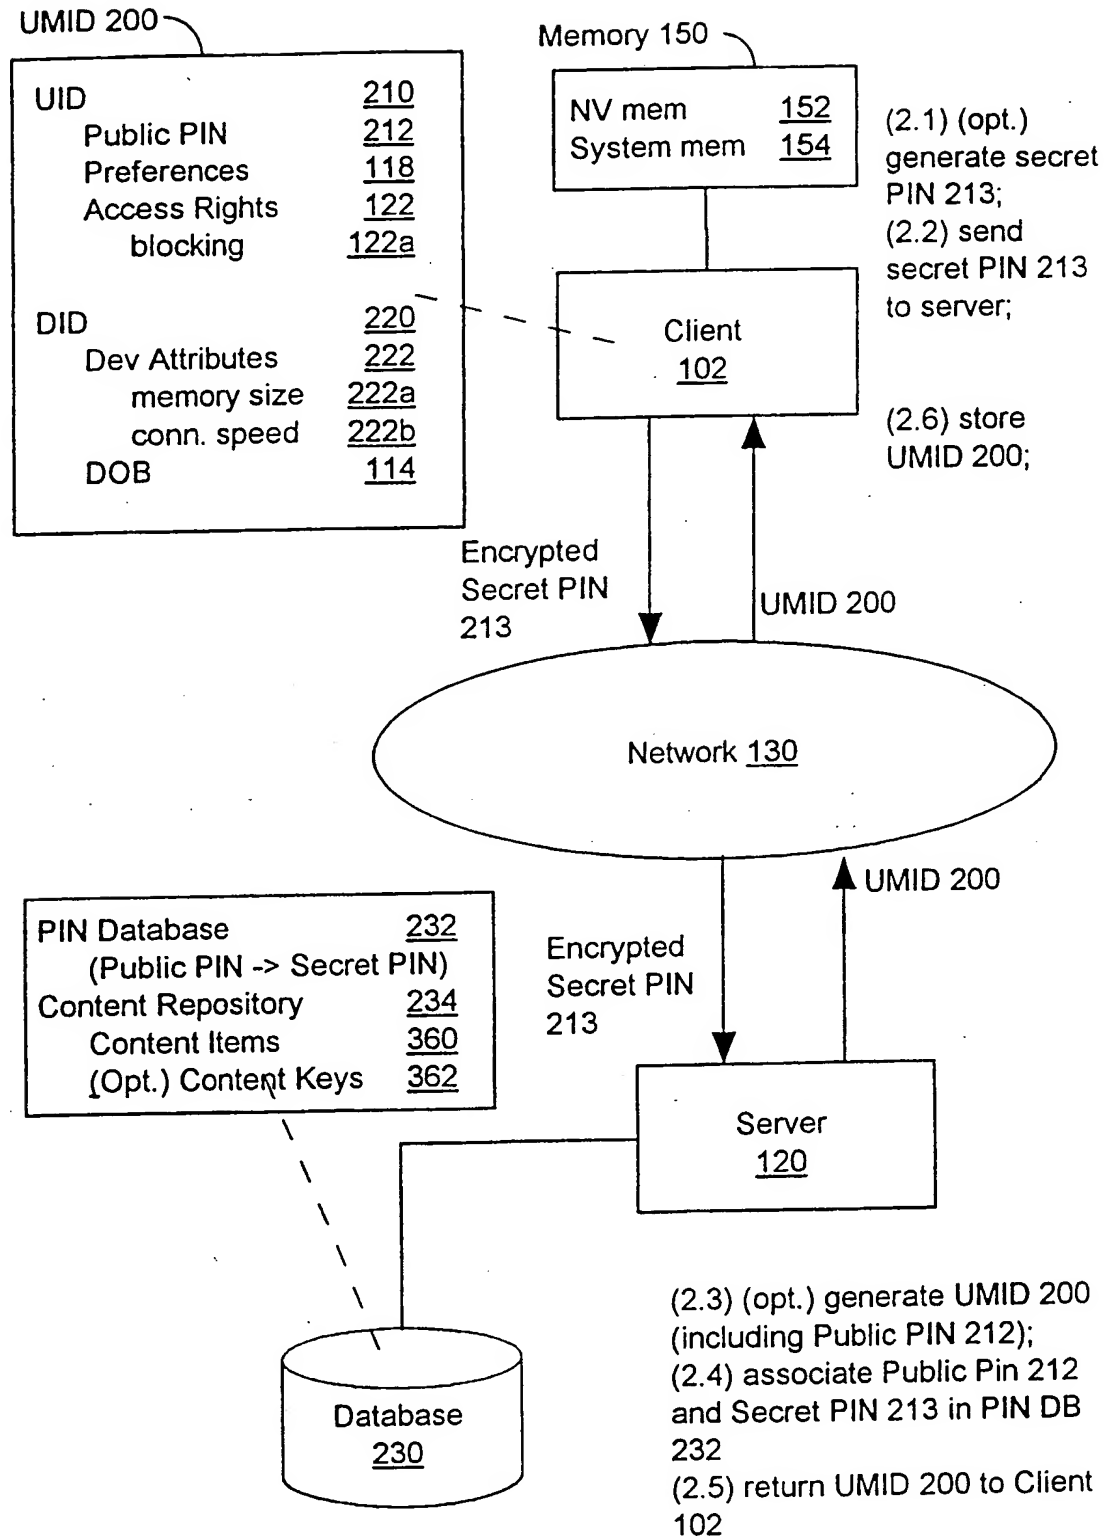 UMID 200
UID 210
Public PIN 212
Preferences 118
Access Rights 122
blocking 122a
DID 220
Dev Attributes 222
memory size 222a
conn. speed 222b
DOB 114
Memory 150
NV mem 152
System mem 154
(2.1) (opt.)
generate secret
PIN 213;
(2.2) send
secret PIN 213
to server;
Client
102
(2.6) store
UMID 200;
Encrypted
Secret PIN
213
UMID 200
Network 130
UMID 200
Encrypted
Secret PIN
213
PIN Database 232
(Public PIN -> Secret PIN)
Content Repository 234
Content Items 360
(Opt.) Content Keys 362
Server
120
Database
230
(2.3) (opt.) generate UMID 200
(including Public PIN 212);
(2.4) associate Public Pin 212
and Secret PIN 213 in PIN DB
232
(2.5) return UMID 200 to Client
102